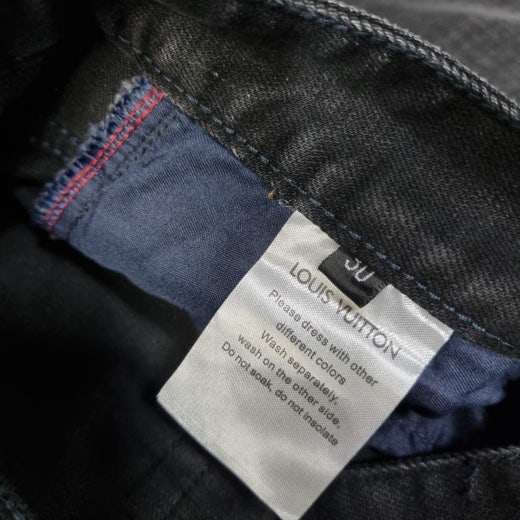 30
LOUIS VUITTON
Please dress with other
different colors
Wash separately.
wash on the other side.
Do not soak, do not insolate